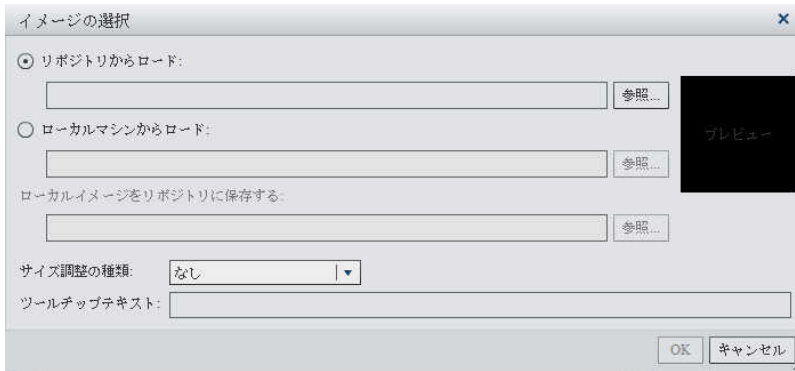 イメージの選択
リポジトリからロード:
参照...
ローカルマシンからロード:
プレビュー
参照...
ローカルイメージをリポジトリに保存する:
参照...
サイズ調整の種類: なし
ツールチップテキスト:
OK キャンセル